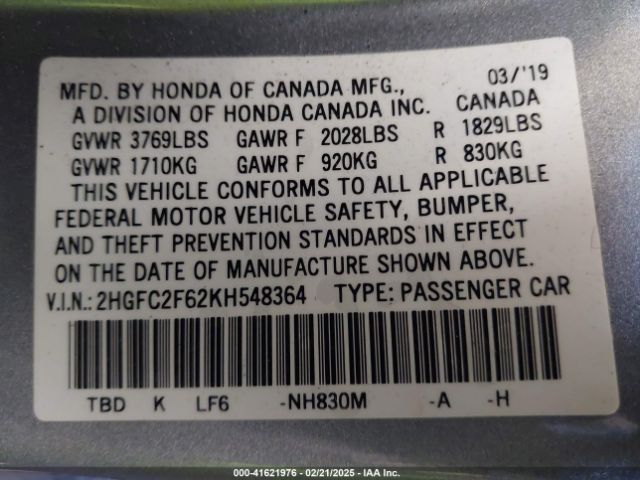 MFD. BY HONDA OF CANADA MFG., 03/'19
A DIVISION OF HONDA CANADA INC. CANADA
GVWR 3769LBS GAWR F 2028LBS R 1829LBS
GVWR 1710KG GAWR F 920KG R 830KG
THIS VEHICLE CONFORMS TO ALL APPLICABLE
FEDERAL MOTOR VEHICLE SAFETY, BUMPER,
AND THEFT PREVENTION STANDARDS IN EFFECT
ON THE DATE OF MANUFACTURE SHOWN ABOVE.
V.I.N.: 2HGFC2F62KH548364 TYPE: PASSENGER CAR
TBD K LF6 -NH830M -A -H
000-41621976 - 02/21/2025 - IAA Inc.